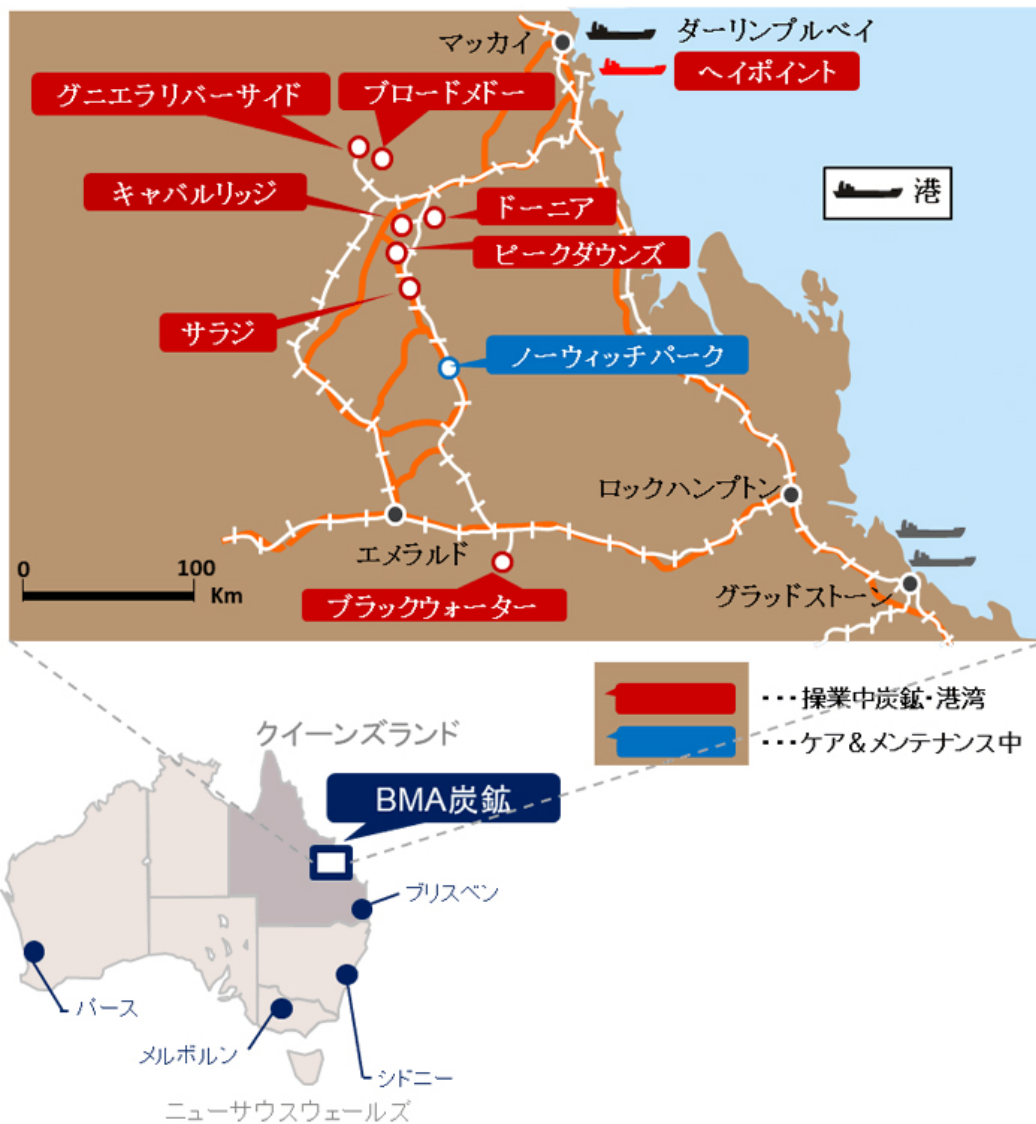 マッカイ
ダーリンプルベイ
ヘイポイント
グニエラリバーサイド
ブロードメドー
キャバルリッジ
ドーニア
港
ピークダウンズ
サラジ
ノーウィッチパーク
ロックハンプトン
エメラルド
グラッドストーン
0 100
Km
ブラックウォーター
･･･操業中炭鉱･港湾
･･･ケア＆メンテナンス中
クイーンズランド
BMA炭鉱
ブリスベン
パース
メルボルン
シドニー
ニューサウスウェールズ